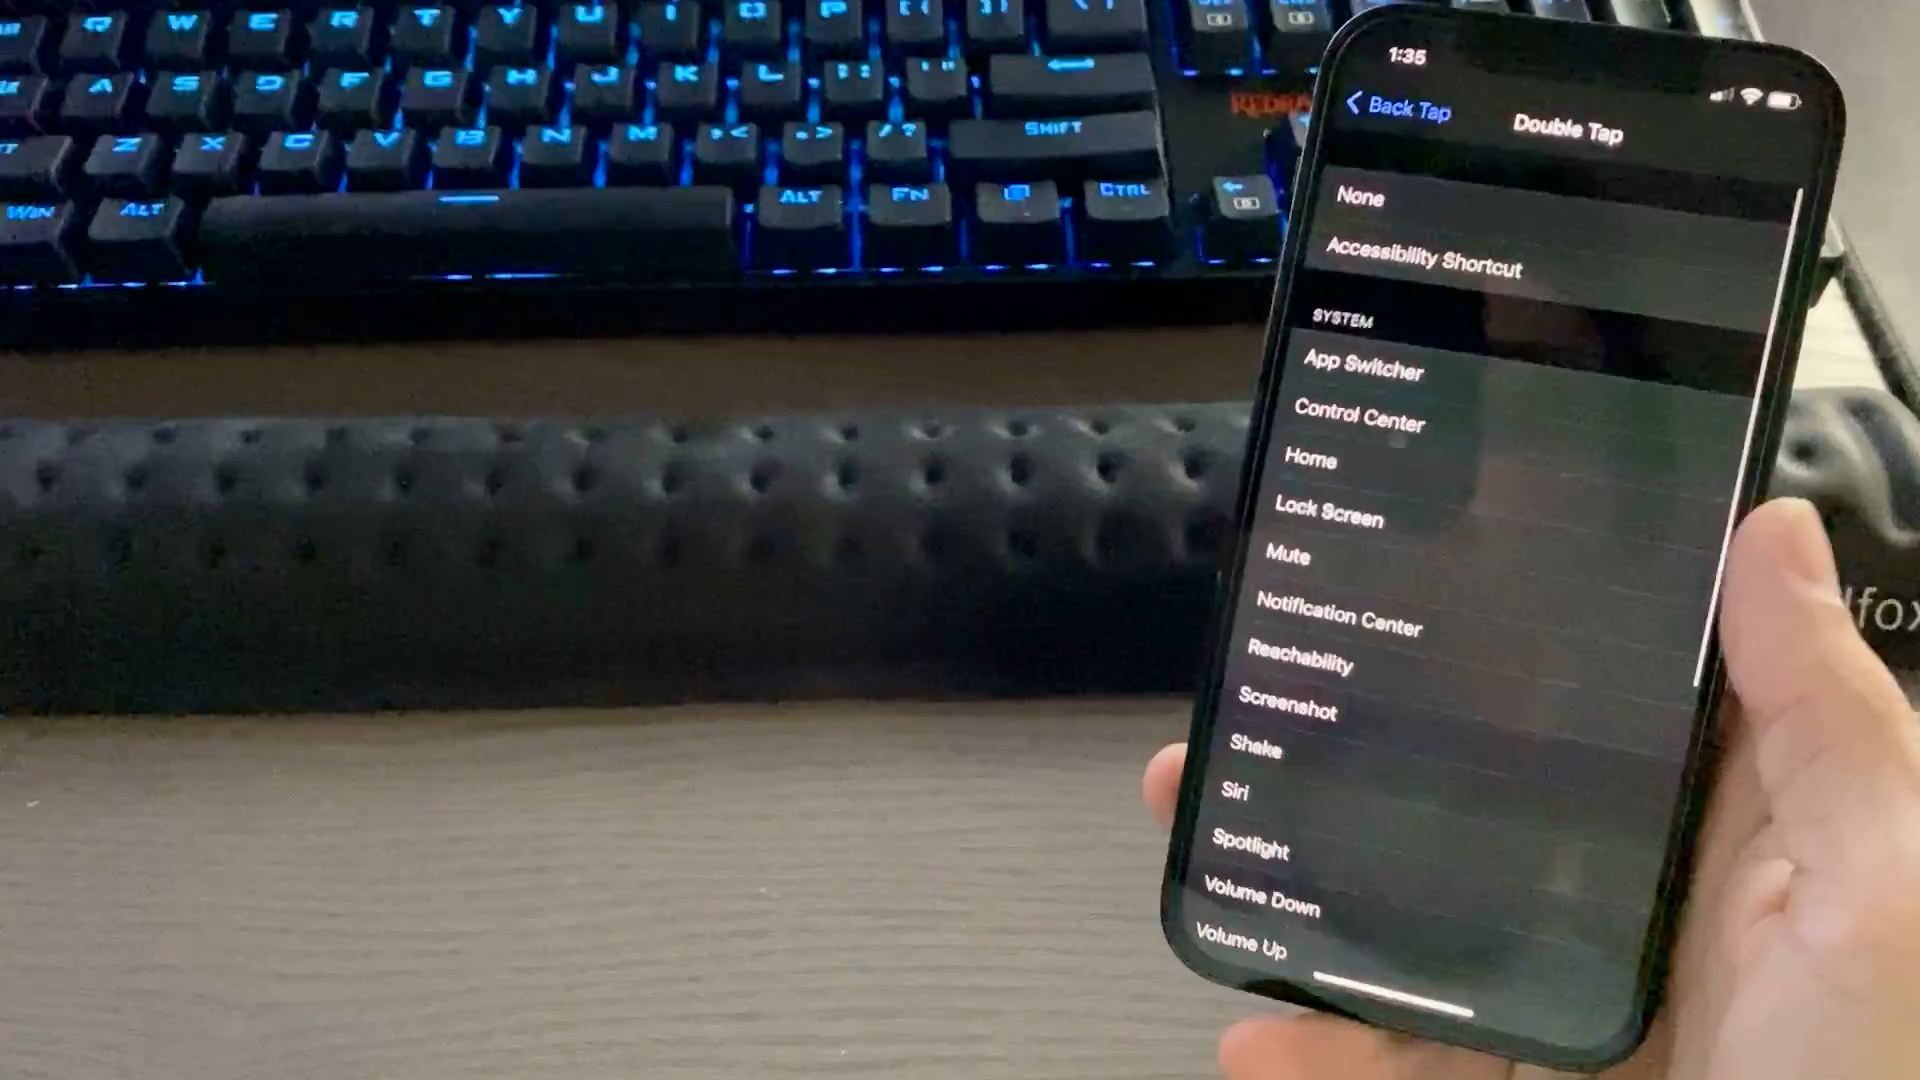 Q W E R T Y U I O P
A S D F G H J K L
Z X C V B N M , < . > / ? SHIFT
WIN ALT ALT FN CTRL
1:35
Back Tap
Double Tap
None
Accessibility Shortcut
SYSTEM
App Switcher
Control Center
Home
Lock Screen
Mute
Notification Center
Reachability
Screenshot
Shake
Siri
Spotlight
Volume Down
Volume Up